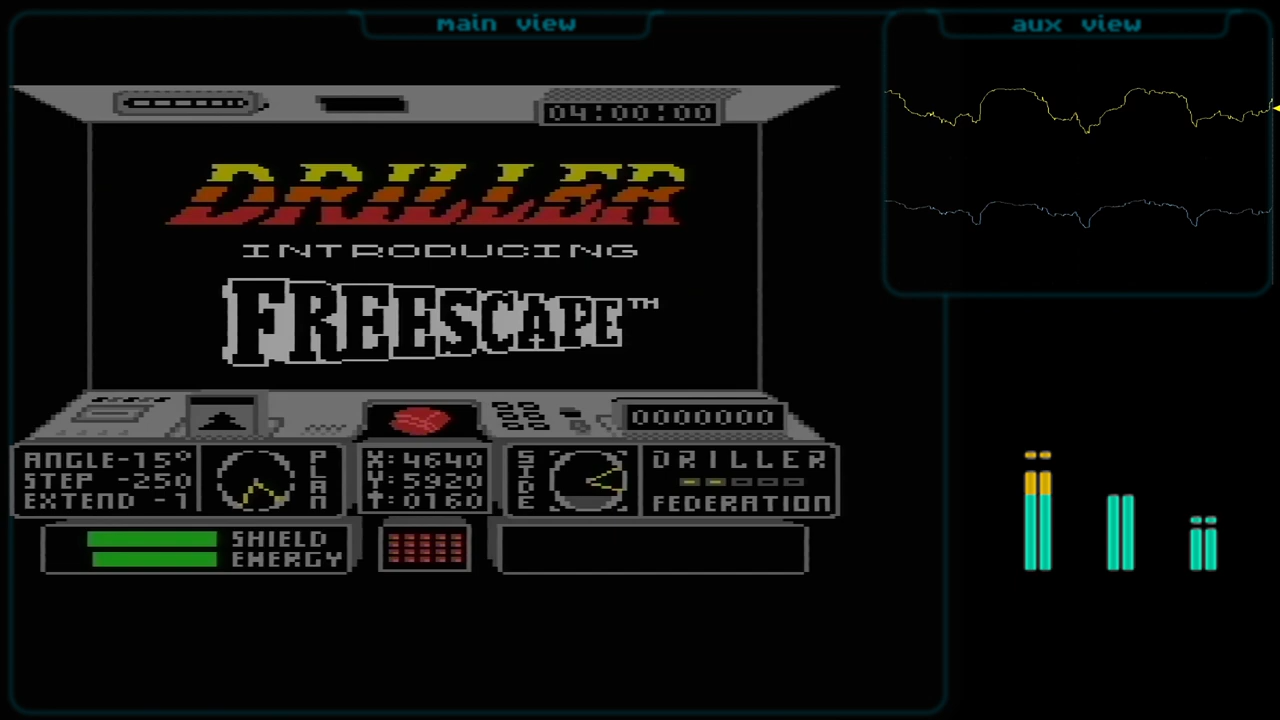 main view
aux view
04:00:00
DRILLER
INTRODUCING
FREESCAPE™
0000000
ANGLE-15°
STEP -250
EXTEND -1
PLAN
X:4640
Y:5920
†:0160
SIDE
DRILLER
FEDERATION
SHIELD
ENERGY